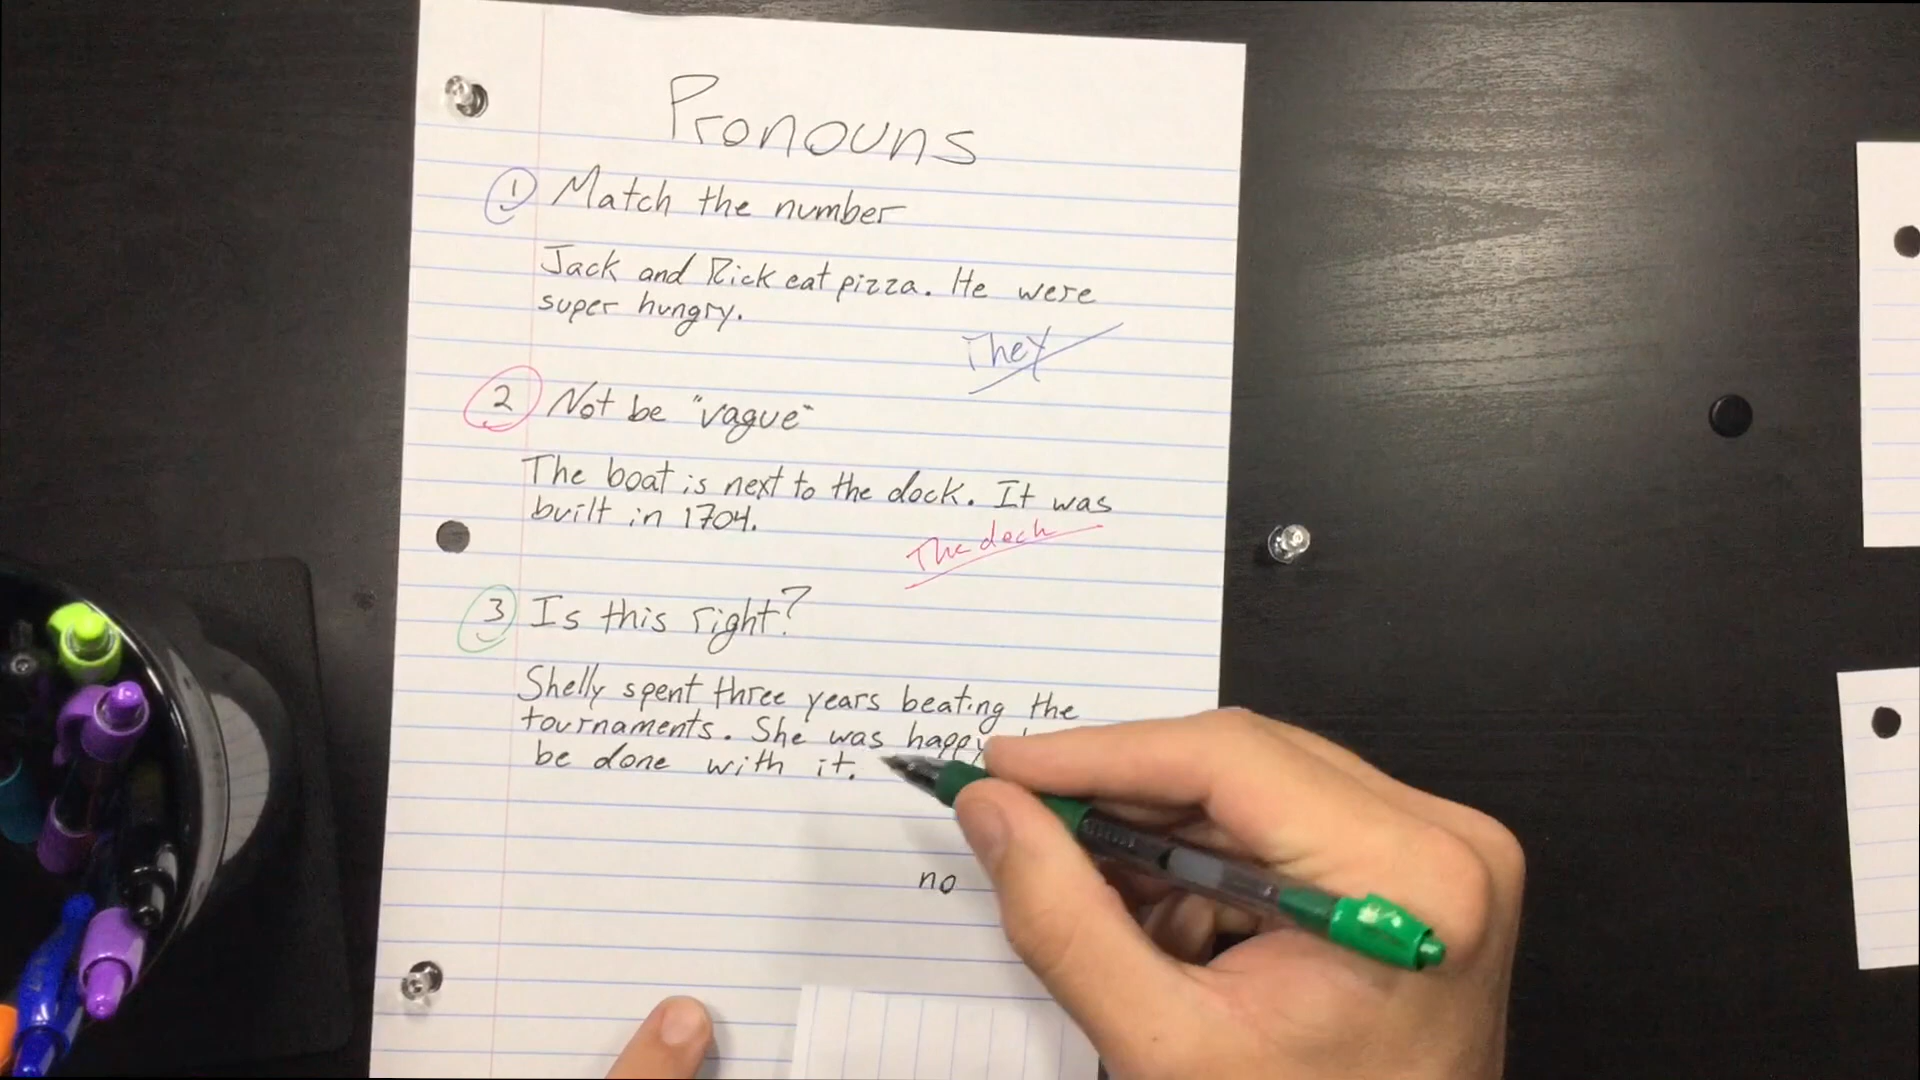 Pronouns
1 Match the number
Jack and Rick eat pizza. He were
super hungry.
They
2 Not be "vague"
The boat is next to the dock. It was
built in 1704.
The dock
3 Is this right?
Shelly spent three years beating the
tournaments. She was happy
be done with it.
no